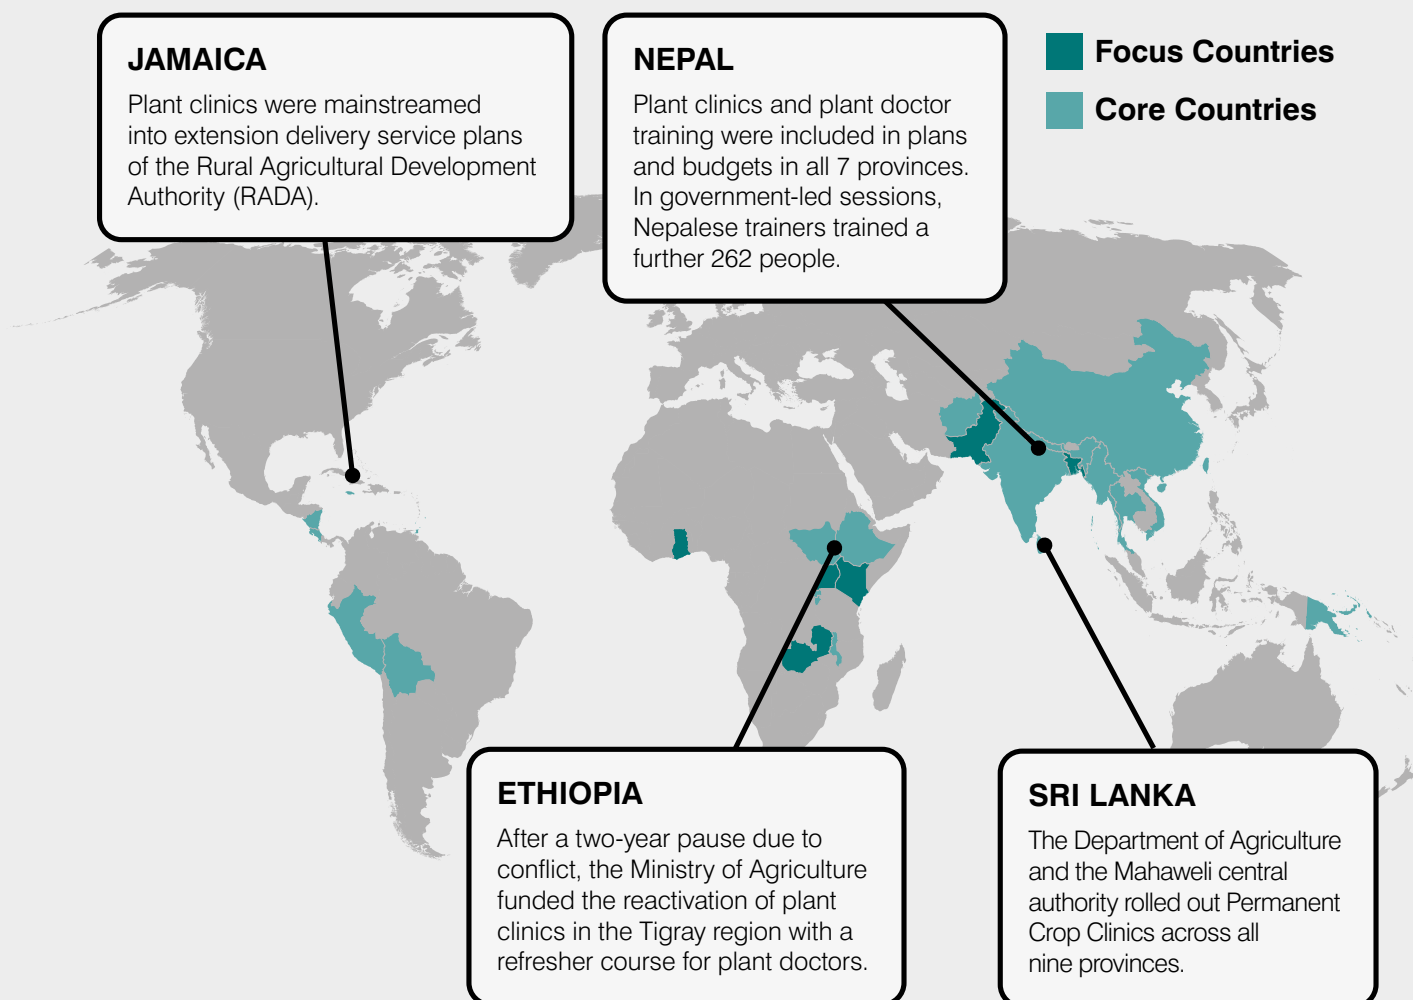 JAMAICA
Plant clinics were mainstreamed
into extension delivery service plans
of the Rural Agricultural Development
Authority (RADA).
NEPAL
Plant clinics and plant doctor
training were included in plans
and budgets in all 7 provinces.
In government-led sessions,
Nepalese trainers trained a
further 262 people.
Focus Countries
Core Countries
ETHIOPIA
After a two-year pause due to
conflict, the Ministry of Agriculture
funded the reactivation of plant
clinics in the Tigray region with a
refresher course for plant doctors.
SRI LANKA
The Department of Agriculture
and the Mahaweli central
authority rolled out Permanent
Crop Clinics across all
nine provinces.